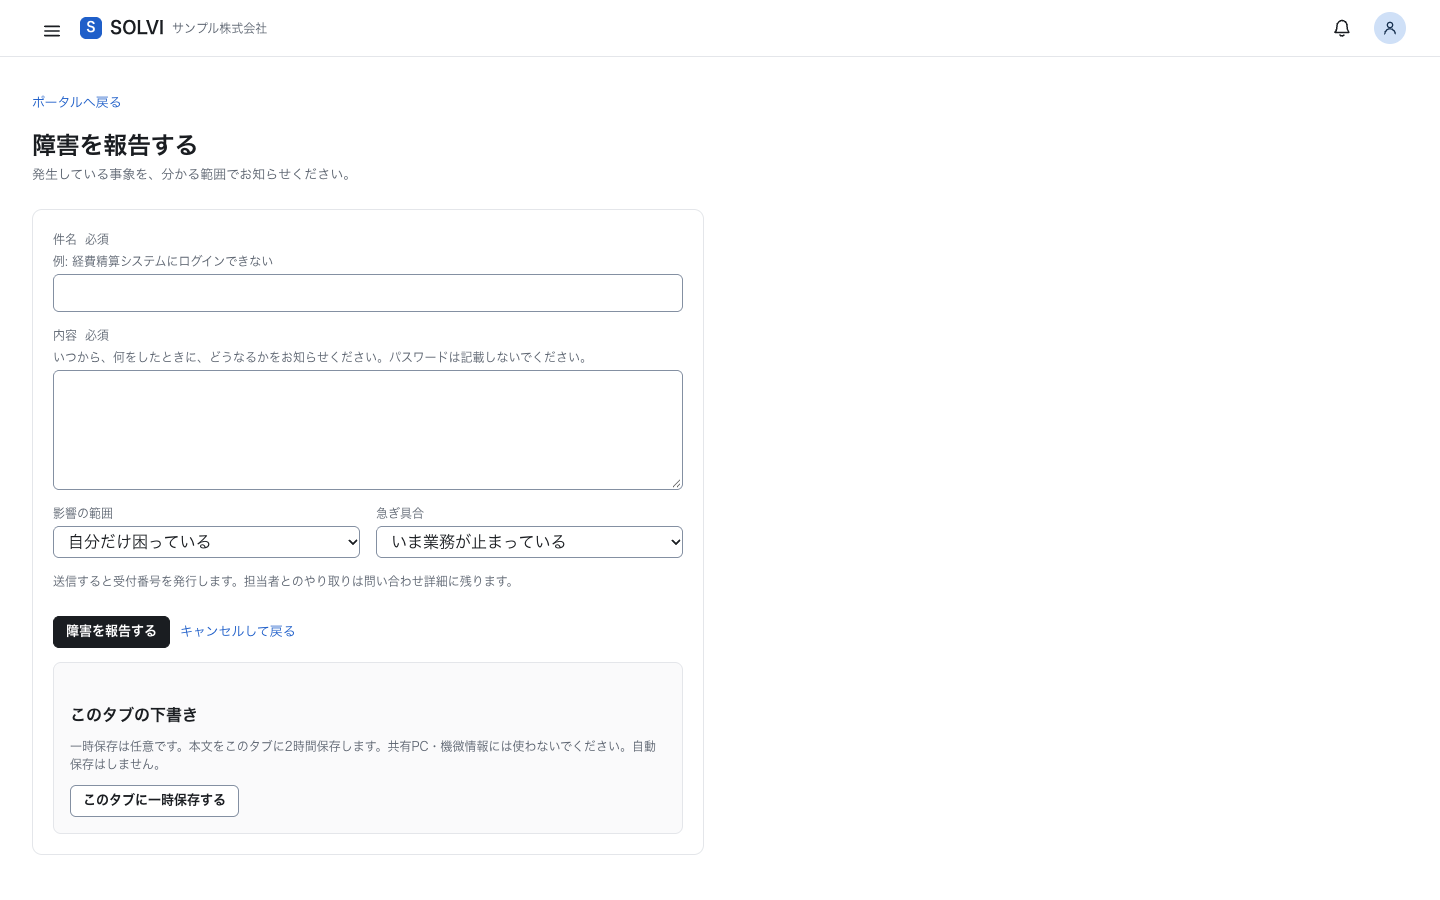 S SOLVI サンプル株式会社
ポータルへ戻る
障害を報告する
発生している事象を、分かる範囲でお知らせください。
件名 必須
例: 経費精算システムにログインできない
内容 必須
いつから、何をしたときに、どうなるかをお知らせください。パスワードは記載しないでください。
影響の範囲 急ぎ具合
自分だけ困っている いま業務が止まっている
送信すると受付番号を発行します。担当者とのやり取りは問い合わせ詳細に残ります。
障害を報告する キャンセルして戻る
このタブの下書き
一時保存は任意です。本文をこのタブに2時間保存します。共有PC・機微情報には使わないでください。自動
保存はしません。
このタブに一時保存する